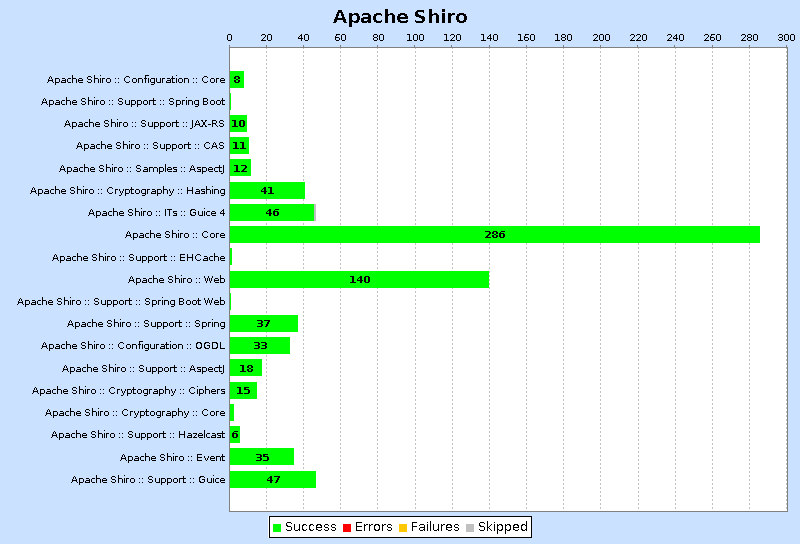 Apache Shiro
0 20 40 60 80 100 120 140 160 180 200 220 240 260 280 300
Apache Shiro :: Configuration :: Core 8
Apache Shiro :: Support :: Spring Boot
Apache Shiro :: Support :: JAX-RS 10
Apache Shiro :: Support :: CAS 11
Apache Shiro :: Samples :: AspectJ 12
Apache Shiro :: Cryptography :: Hashing 41
Apache Shiro :: ITs :: Guice 4 46
Apache Shiro :: Core 286
Apache Shiro :: Support :: EHCache
Apache Shiro :: Web 140
Apache Shiro :: Support :: Spring Boot Web
Apache Shiro :: Support :: Spring 37
Apache Shiro :: Configuration :: OGDL 33
Apache Shiro :: Support :: AspectJ 18
Apache Shiro :: Cryptography :: Ciphers 15
Apache Shiro :: Cryptography :: Core
Apache Shiro :: Support :: Hazelcast 6
Apache Shiro :: Event 35
Apache Shiro :: Support :: Guice 47
Success Errors Failures Skipped